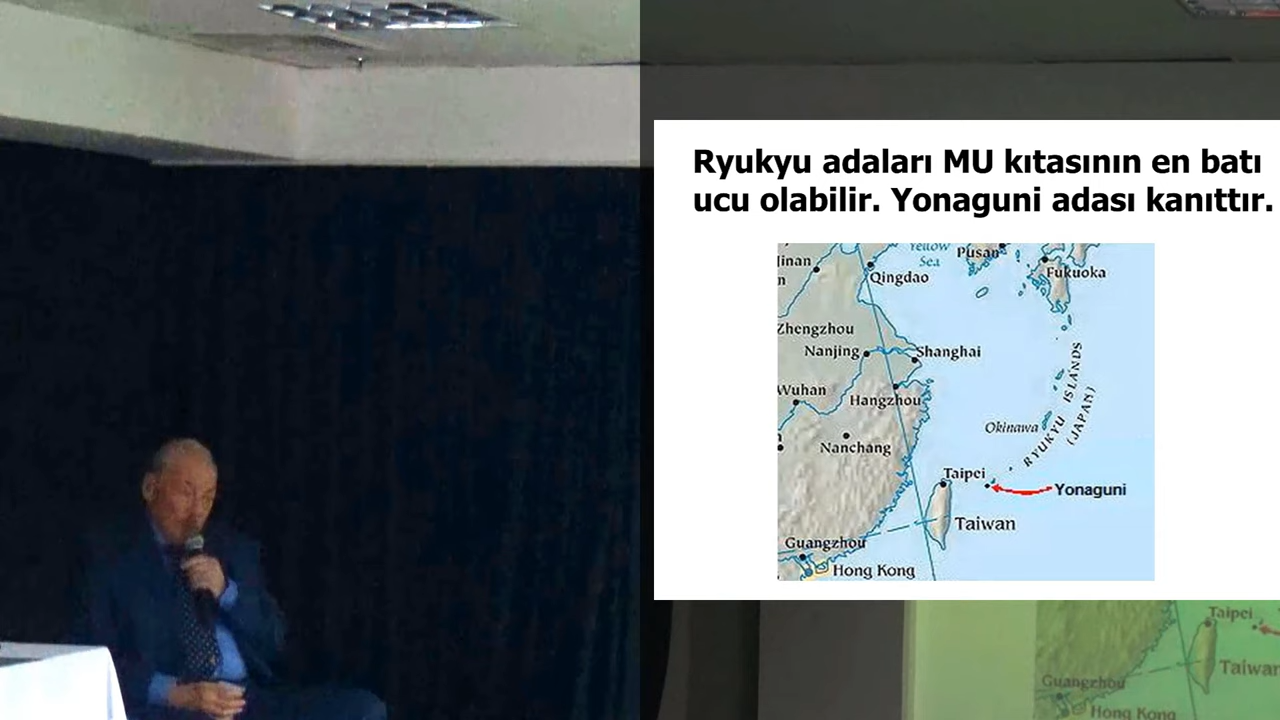 Ryukyu adaları MU kıtasının en batı
ucu olabilir. Yonaguni adası kanıttır.
Yellow
Sea
Pusan
Jinan
n
Qingdao
Fukuoka
Zhengzhou
Nanjing
Shanghai
Wuhan
Hangzhou
Okinawa
RYUKYU ISLANDS
(JAPAN)
Nanchang
Taipei
Yonaguni
Taiwan
Guangzhou
Hong Kong
Taipei
Taiwan
Guangzhou
Hong Kong